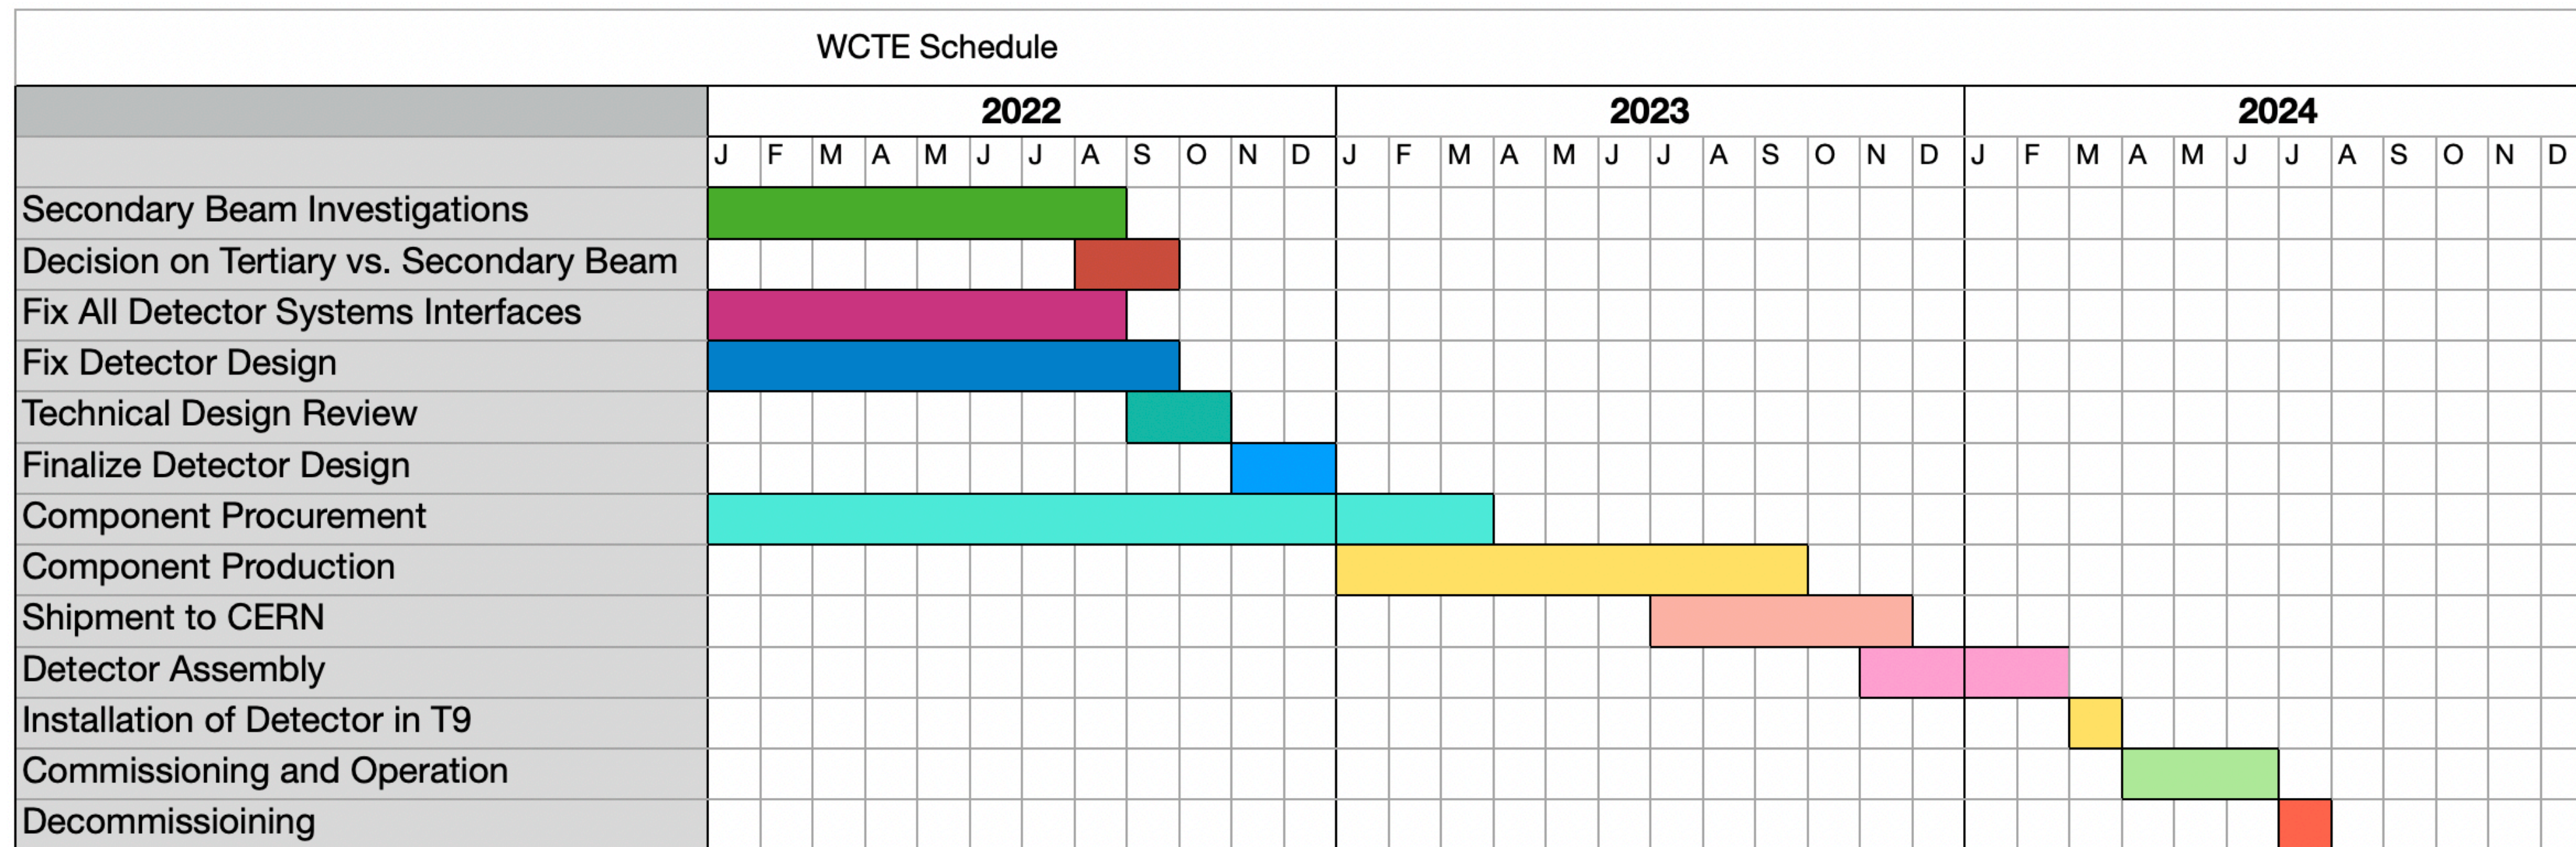 WCTE Schedule
2022 2023 2024
J F M A M J J A S O N D J F M A M J J A S O N D J F M A M J J A S O N D
Secondary Beam Investigations
Decision on Tertiary vs. Secondary Beam
Fix All Detector Systems Interfaces
Fix Detector Design
Technical Design Review
Finalize Detector Design
Component Procurement
Component Production
Shipment to CERN
Detector Assembly
Installation of Detector in T9
Commissioning and Operation
Decommissioining